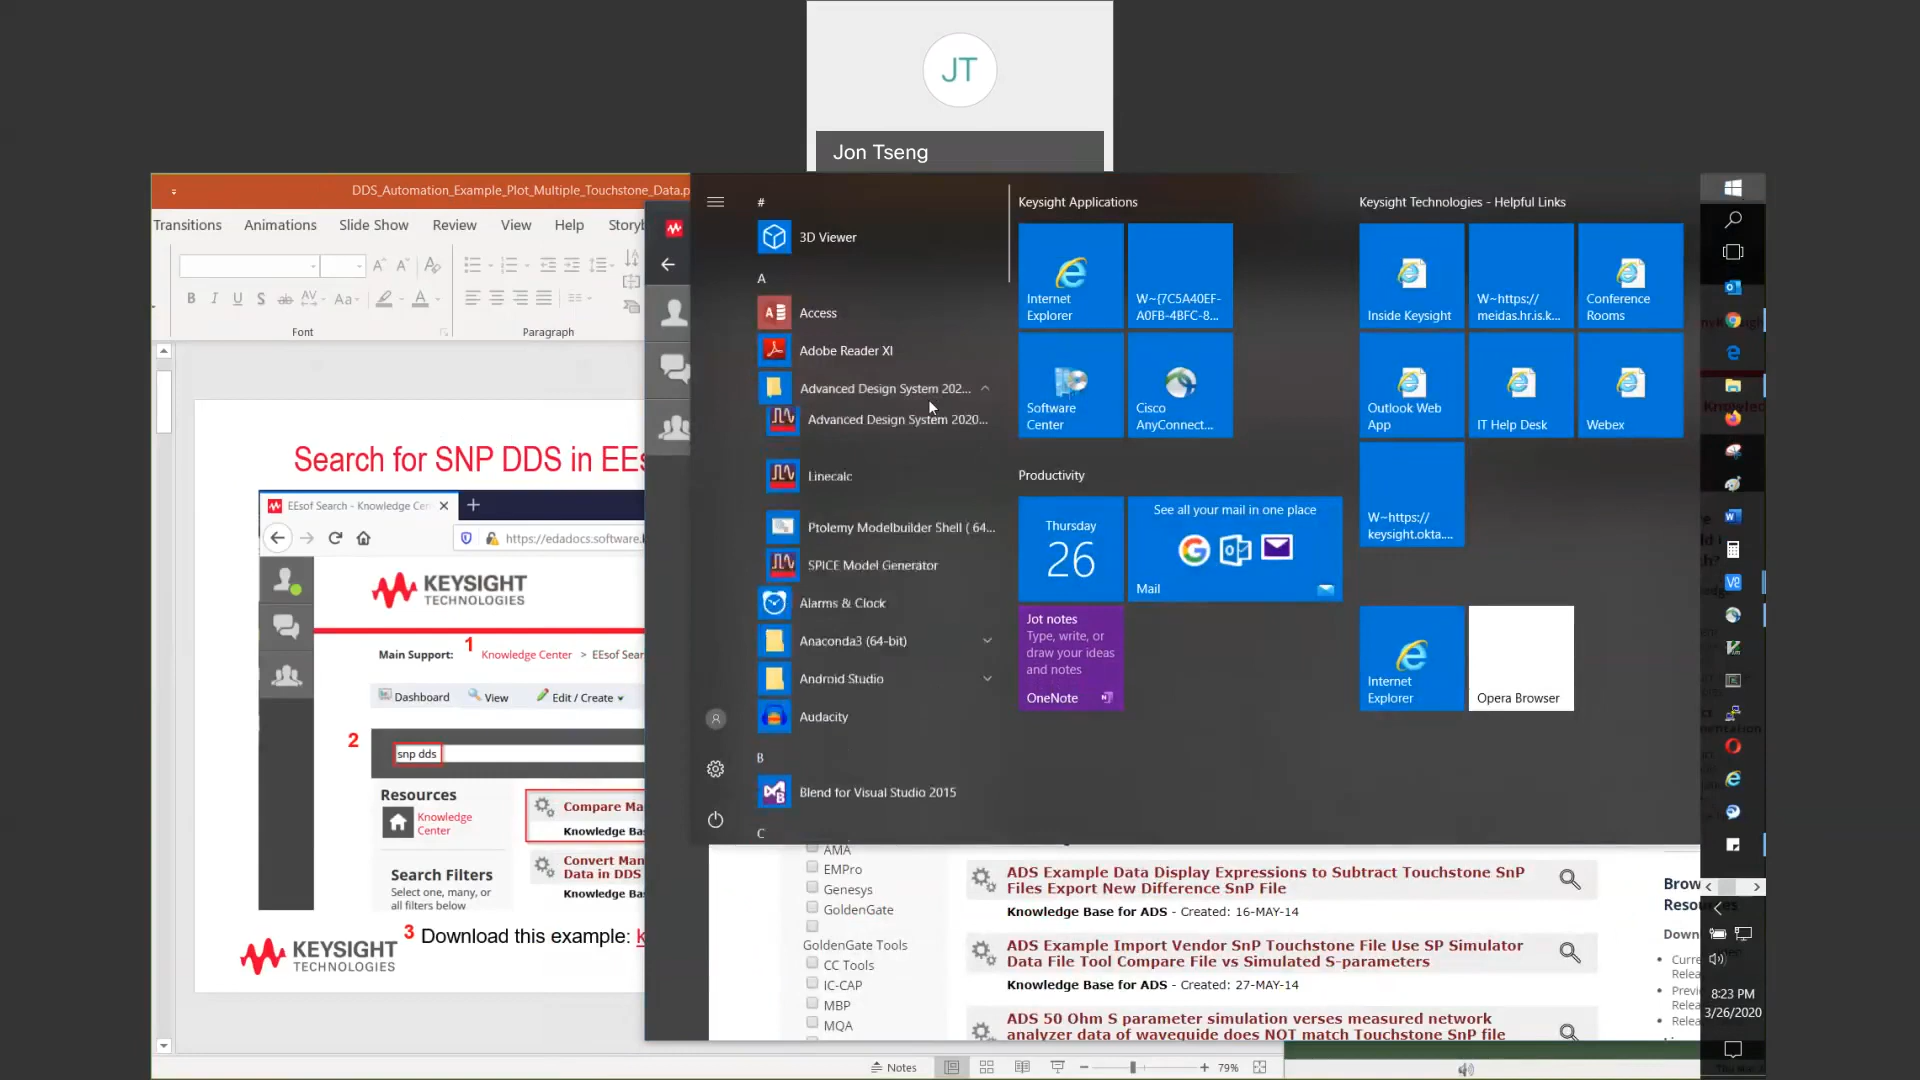 JT
Jon Tseng
DDS_Automation_Example_Plot_Multiple_Touchstone_Data.p
Transitions
Animations
Slide Show
Review
View
Help
Font
Paragraph
Search for SNP DDS in EEs
EEsof Search - Knowledge Cen
https://edadocs.software.k
KEYSIGHT
TECHNOLOGIES
1
Main Support: Knowledge Center > EEsof Sear
Dashboard
View
Edit / Create
2
snp dds
Resources
Knowledge
Center
Search Filters
Select one, many, or
all filters below
Compare Ma
Knowledge Ba
Convert Man
Data in DDS
Knowledge Bas
3 Download this example:
KEYSIGHT
TECHNOLOGIES
#
3D Viewer
A
Access
Adobe Reader XI
Advanced Design System 202...
Advanced Design System 2020...
Linecalc
Ptolemy Modelbuilder Shell ( 64...
SPICE Model Generator
Alarms & Clock
Anaconda3 (64-bit)
Android Studio
Audacity
B
Blend for Visual Studio 2015
C
Keysight Applications
Internet
Explorer
W~{7C5A40EF-
A0FB-4BFC-8...
Software
Center
Cisco
AnyConnect...
Productivity
Thursday
26
See all your mail in one place
Mail
Jot notes
Type, write, or
draw your ideas
and notes
OneNote
Keysight Technologies - Helpful Links
Inside Keysight
W~https://
meidas.hr.is.k...
Conference
Rooms
Outlook Web
App
IT Help Desk
Webex
W~https://
keysight.okta....
Internet
Explorer
Opera Browser
AMA
EMPro
Genesys
GoldenGate
GoldenGate Tools
CC Tools
IC-CAP
MBP
MQA
ADS Example Data Display Expressions to Subtract Touchstone SnP
Files Export New Difference SnP File
Knowledge Base for ADS - Created: 16-MAY-14
ADS Example Import Vendor SnP Touchstone File Use SP Simulator
Data File Tool Compare File vs Simulated S-parameters
Knowledge Base for ADS - Created: 27-MAY-14
ADS 50 Ohm S parameter simulation verses measured network
analyzer data of waveguide does NOT match Touchstone SnP file
Brow
Resou
Down
Curre
Relea
Previ
Relea
Relea
8:23 PM
3/26/2020
Notes
79%